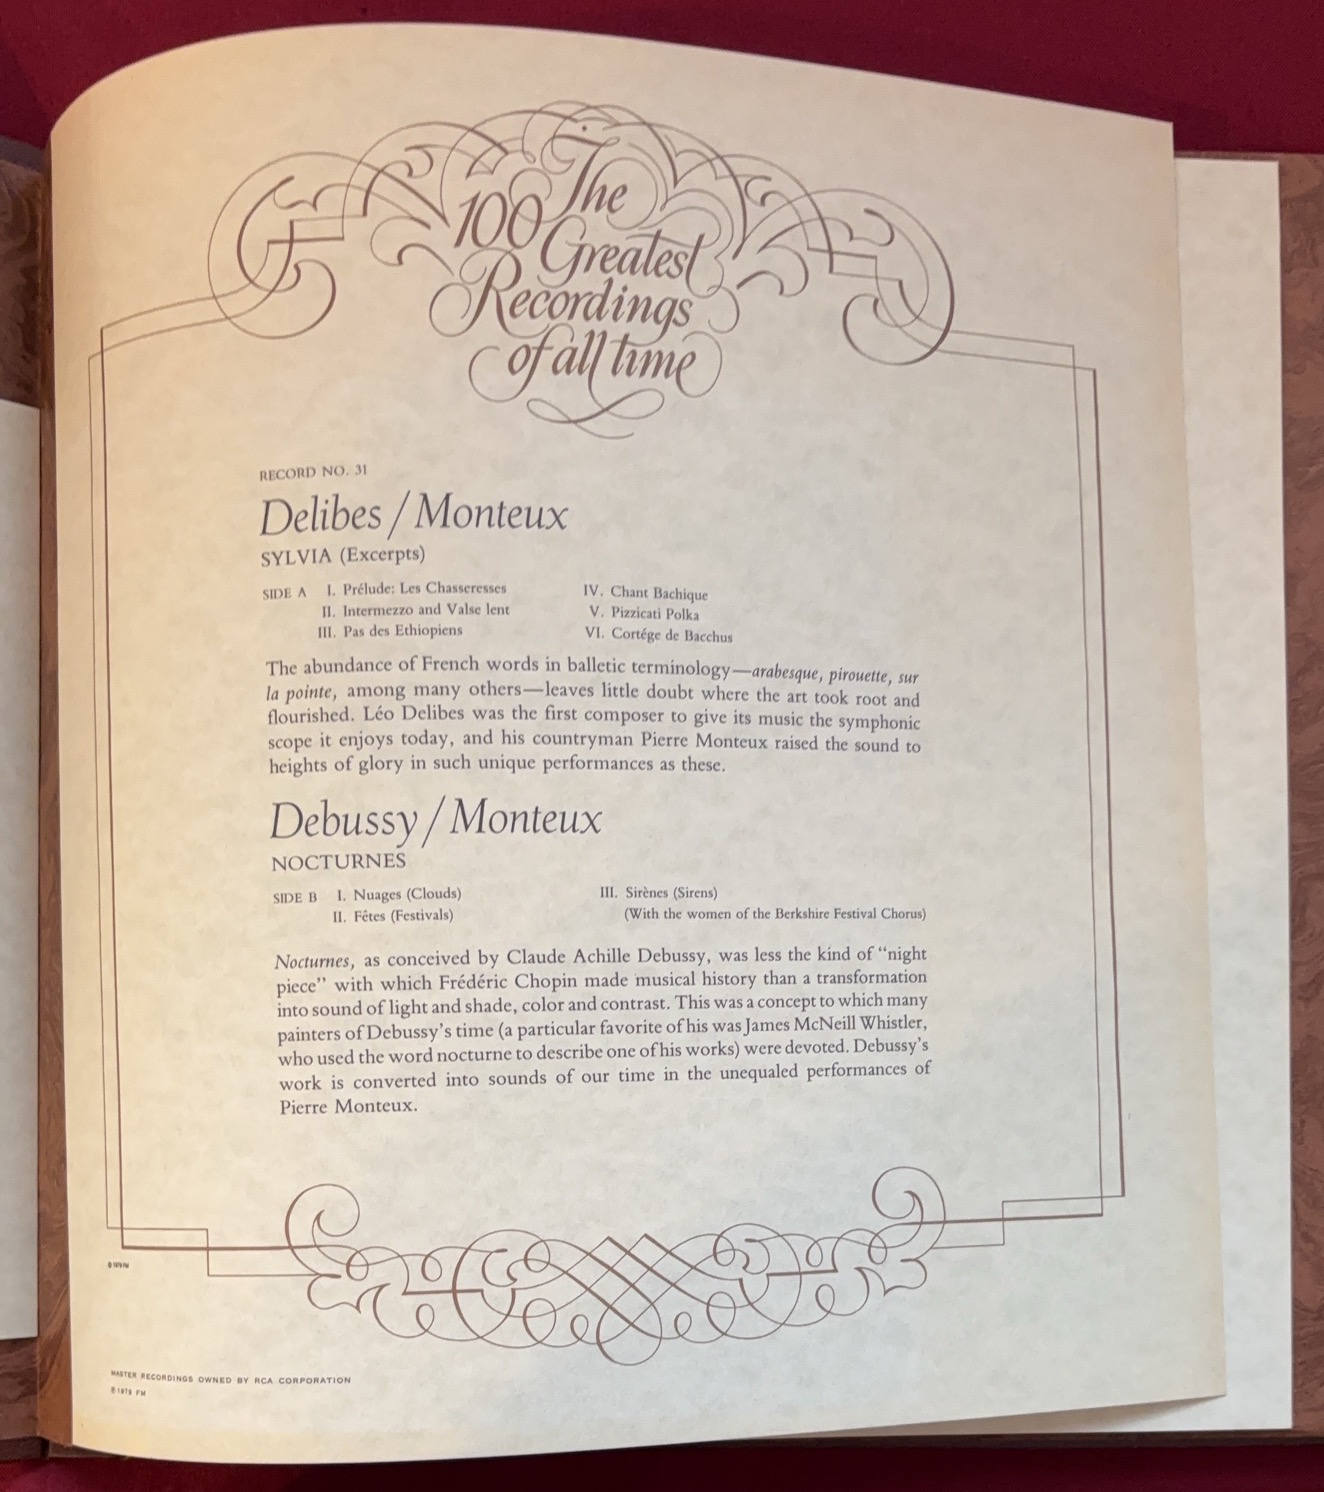 The
100
Greatest
Recordings
of all time
RECORD NO. 31
Delibes / Monteux
SYLVIA (Excerpts)
SIDE A I. Prélude: Les Chasseresses
II. Intermezzo and Valse lent
III. Pas des Ethiopiens
IV. Chant Bachique
V. Pizzicati Polka
VI. Cortége de Bacchus
The abundance of French words in balletic terminology—arabesque, pirouette, sur
la pointe, among many others—leaves little doubt where the art took root and
flourished. Léo Delibes was the first composer to give its music the symphonic
scope it enjoys today, and his countryman Pierre Monteux raised the sound to
heights of glory in such unique performances as these.
Debussy / Monteux
NOCTURNES
SIDE B I. Nuages (Clouds)
II. Fêtes (Festivals)
III. Sirènes (Sirens)
(With the women of the Berkshire Festival Chorus)
Nocturnes, as conceived by Claude Achille Debussy, was less the kind of “night
piece” with which Frédéric Chopin made musical history than a transformation
into sound of light and shade, color and contrast. This was a concept to which many
painters of Debussy’s time (a particular favorite of his was James McNeill Whistler,
who used the word nocturne to describe one of his works) were devoted. Debussy’s
work is converted into sounds of our time in the unequaled performances of
Pierre Monteux.
© 1979 FM
MASTER RECORDINGS OWNED BY RCA CORPORATION
℗ 1979 FM